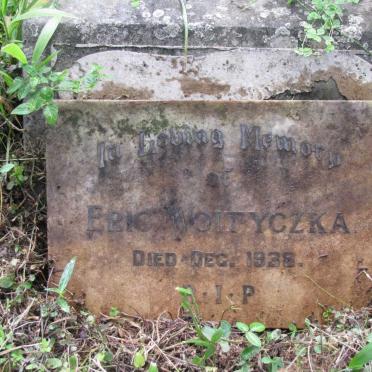 In Loving Memory
of
ERIC WOITYCZKA
DIED DEC. 1938.
R.I.P